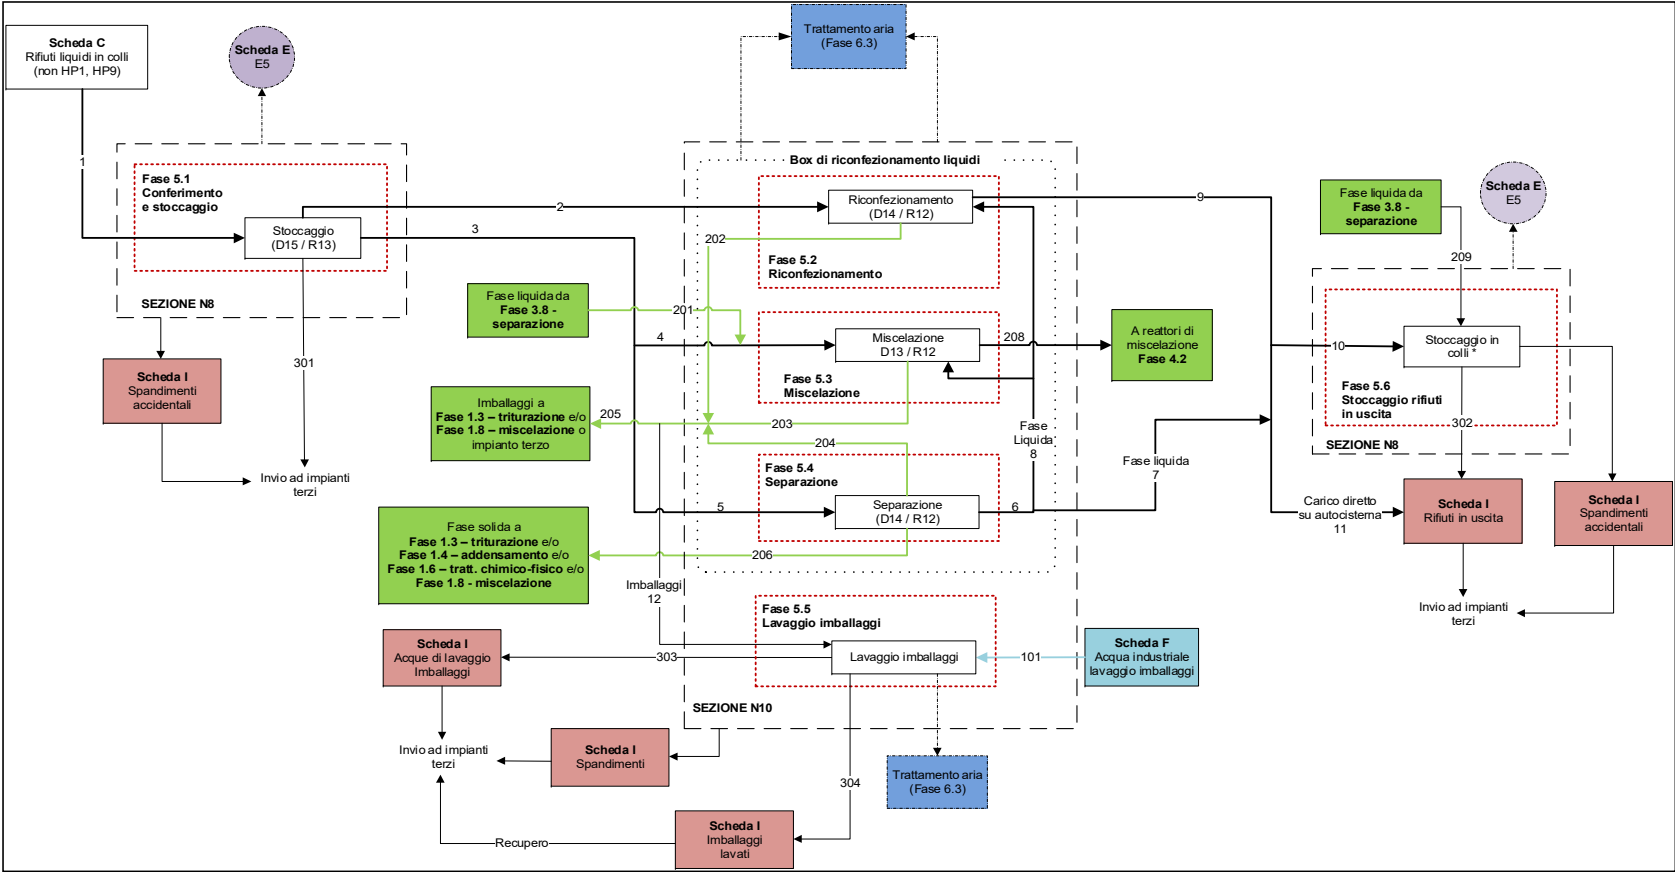 Scheda C
Rifiuti liquidi in colli
(non HP1, HP9)
Scheda E
E5
Trattamento aria
(Fase 6.3)
1
Fase 5.1
Conferimento
e stoccaggio
Stoccaggio
(D15 / R13)
SEZIONE N8
301
Scheda I
Spandimenti
accidentali
Invio ad impianti
terzi
2
3
4
5
Box di riconfezionamento liquidi
Riconfezionamento
(D14 / R12)
202
Fase 5.2
Riconfezionamento
9
Fase liquida da
Fase 3.8 -
separazione
201
Miscelazione
D13 / R12
208
Fase 5.3
Miscelazione
A reattori di
miscelazione
Fase 4.2
Imballaggi a
Fase 1.3 – triturazione e/o
Fase 1.8 – miscelazione o
impianto terzo
205
203
204
Fase
Liquida
8
Fase 5.4
Separazione
Separazione
(D14 / R12)
6
Fase liquida
7
206
Fase solida a
Fase 1.3 – triturazione e/o
Fase 1.4 – addensamento e/o
Fase 1.6 – tratt. chimico-fisico e/o
Fase 1.8 - miscelazione
Imballaggi
12
Fase 5.5
Lavaggio imballaggi
Lavaggio imballaggi
101
Scheda F
Acqua industriale
lavaggio imballaggi
303
Scheda I
Acque di lavaggio
Imballaggi
SEZIONE N10
Invio ad impianti
terzi
Scheda I
Spandimenti
304
Trattamento aria
(Fase 6.3)
Recupero
Scheda I
Imballaggi
lavati
Fase liquida da
Fase 3.8 -
separazione
Scheda E
E5
209
10
Stoccaggio in
colli *
Fase 5.6
Stoccaggio rifiuti
in uscita
302
SEZIONE N8
Carico diretto
su autocisterna
11
Scheda I
Rifiuti in uscita
Scheda I
Spandimenti
accidentali
Invio ad impianti
terzi